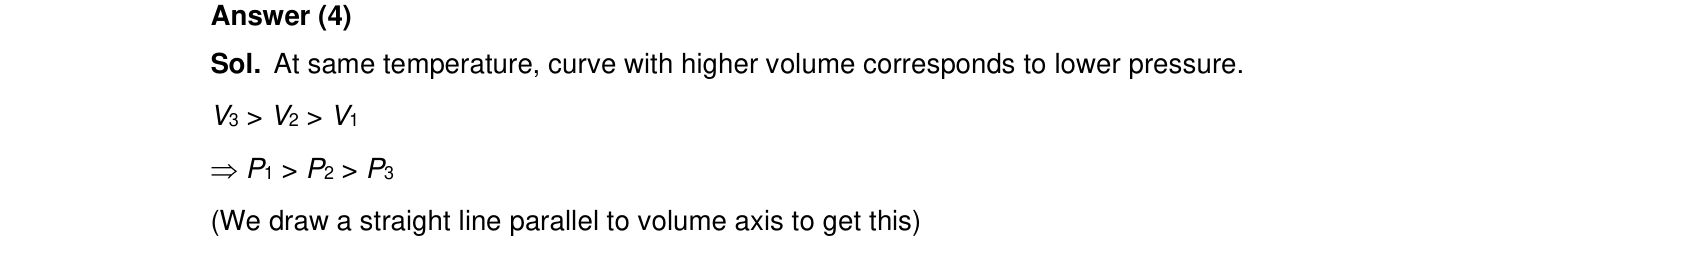 Answer (4)
Sol. At same temperature, curve with higher volume corresponds to lower pressure.
V₃ > V₂ > V₁
⇒ P₁ > P₂ > P₃
(We draw a straight line parallel to volume axis to get this)